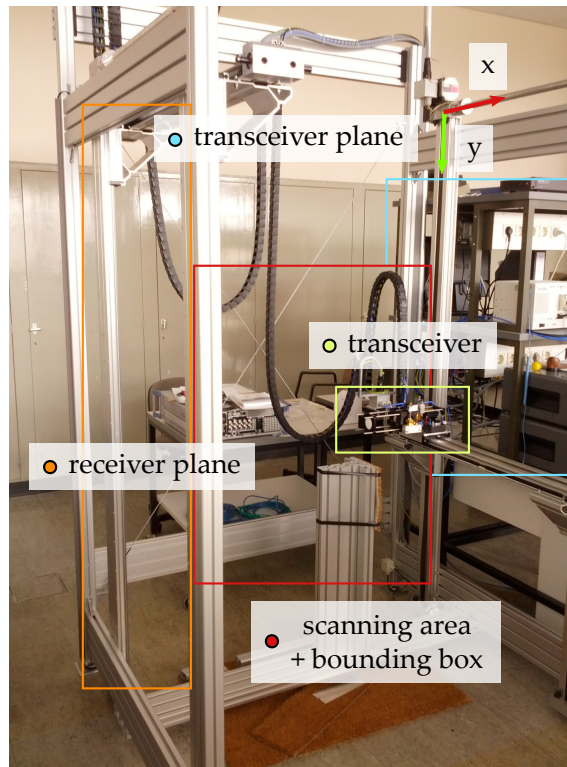 x
transceiver plane
y
transceiver
receiver plane
scanning area
+ bounding box